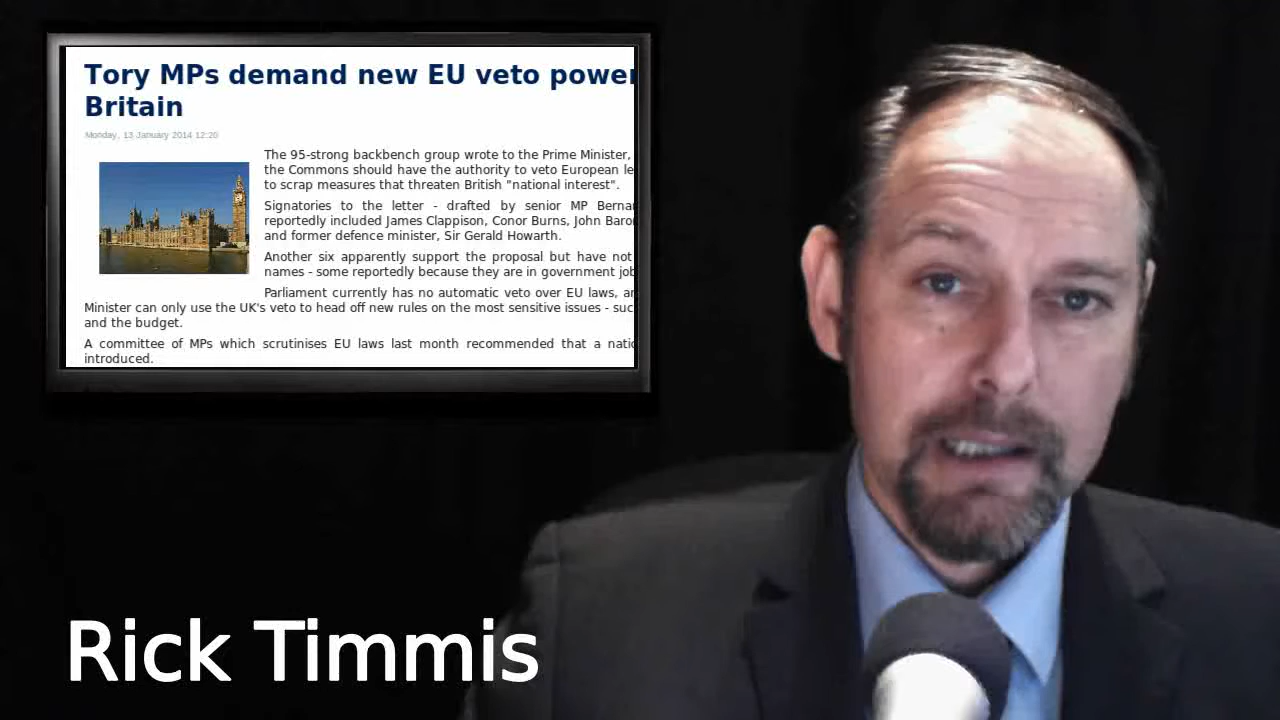 Tory MPs demand new EU veto power
Britain
Monday, 13 January 2014 12:20
The 95-strong backbench group wrote to the Prime Minister,
the Commons should have the authority to veto European
to scrap measures that threaten British "national interest".
Signatories to the letter - drafted by senior MP
reportedly included James Clappison, Conor Burns, John
and former defence minister, Sir Gerald Howarth.
Another six apparently support the proposal but have not
names - some reportedly because they are in government
Parliament currently has no automatic veto over EU laws,
Minister can only use the UK's veto to head off new rules on the most sensitive issues -
and the budget.
A committee of MPs which scrutinises EU laws last month recommended that a
introduced.
Rick Timmis